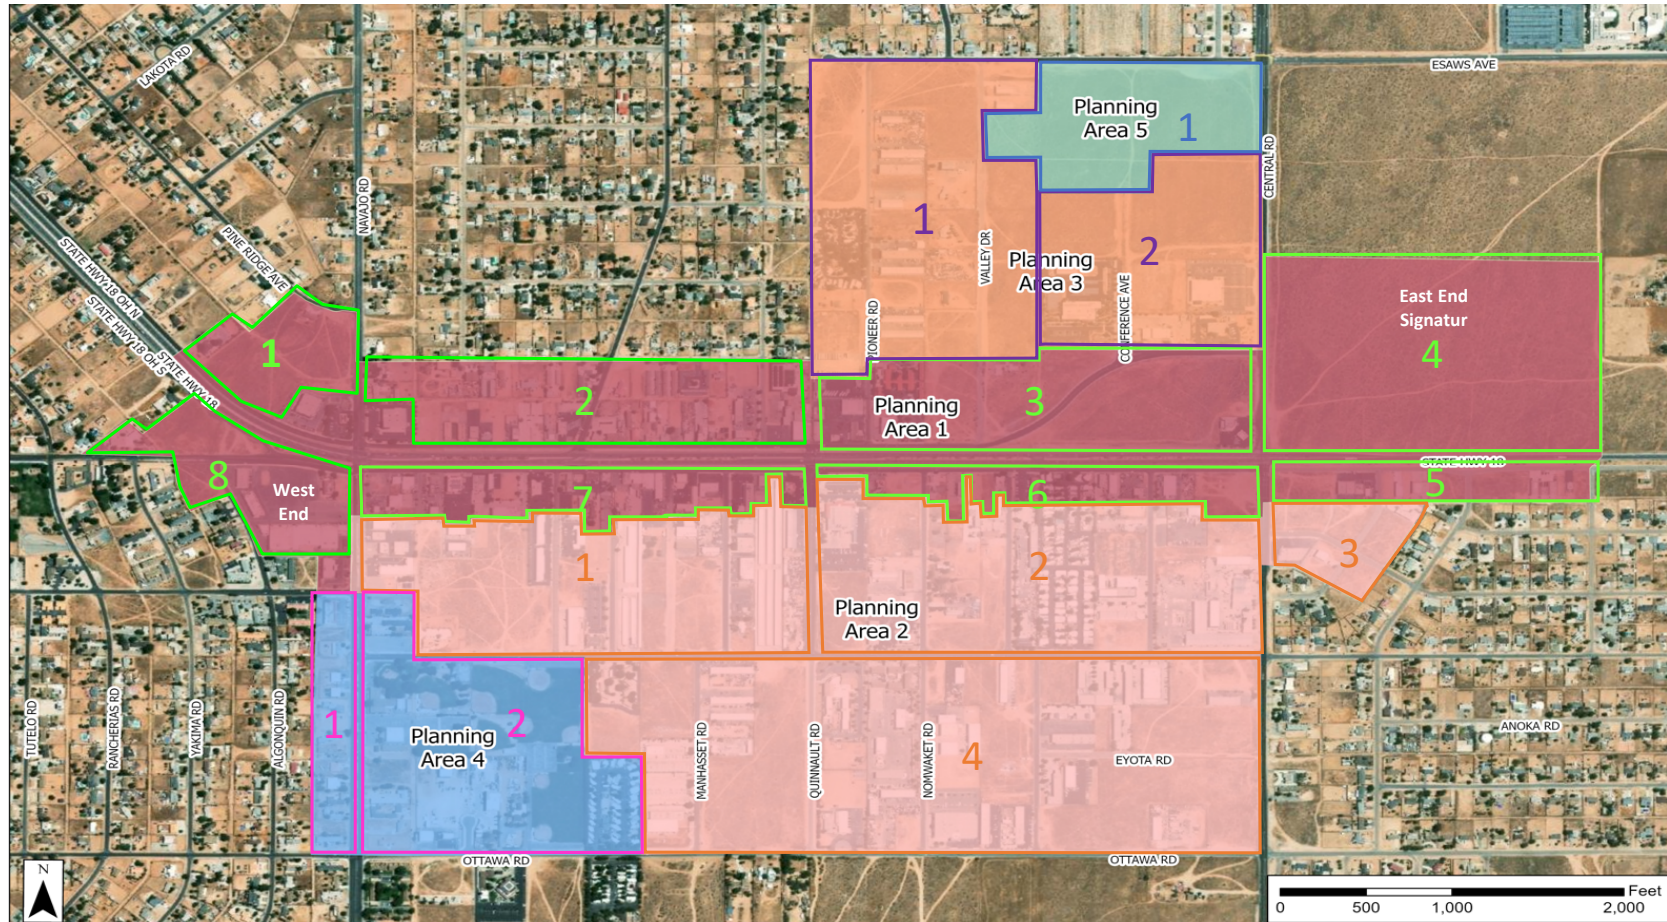 LAKOTA RD
ESAWS AVE
Planning
Area 5
1
CENTRAL RD
NAVAJO RD
PINE RIDGE AVE
STATE HWY 18 OH N
STATE HWY 18 OH S
STATE HWY 18
1
VALLEY DR
2
Planning
Area 3
PIONEER RD
CONFERENCE AVE
East End
Signatur
4
1
2
3
Planning
Area 1
STATE HWY 18
8
West
End
7
6
5
1
2
3
Planning
Area 2
TUTELO RD
RANCHERIAS RD
YAKIMA RD
ALGONQUIN RD
1
2
Planning
Area 4
MANHASSET RD
QUINNAULT RD
NOMWAKET RD
4
EYOTA RD
ANOKA RD
OTTAWA RD
OTTAWA RD
N
Feet
0 500 1,000 2,000